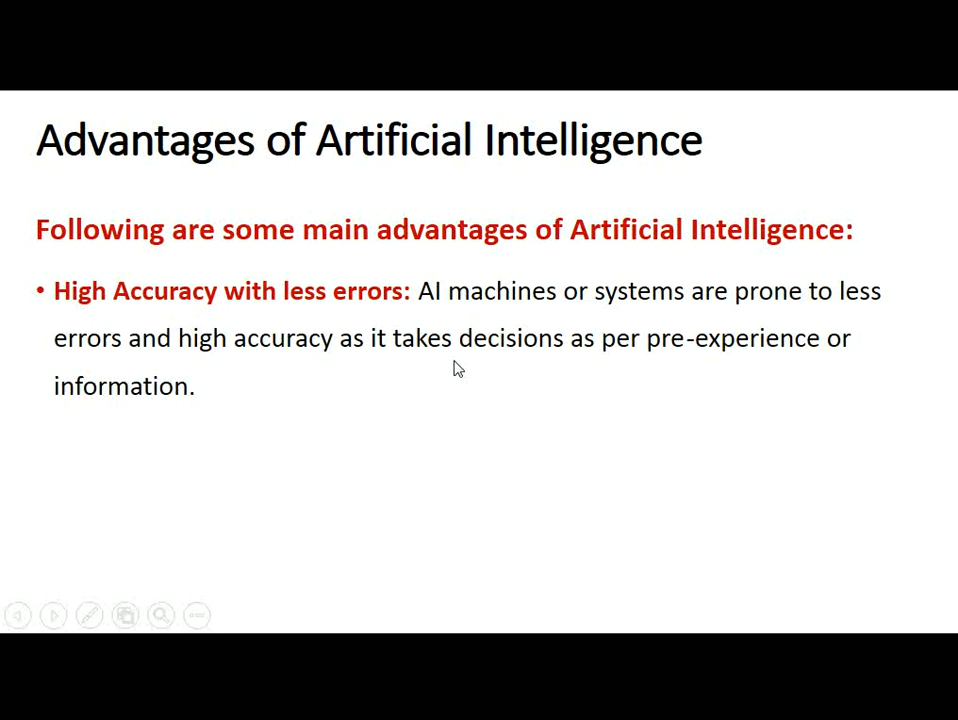 Advantages of Artificial Intelligence
Following are some main advantages of Artificial Intelligence:
• High Accuracy with less errors: AI machines or systems are prone to less
errors and high accuracy as it takes decisions as per pre-experience or
information.